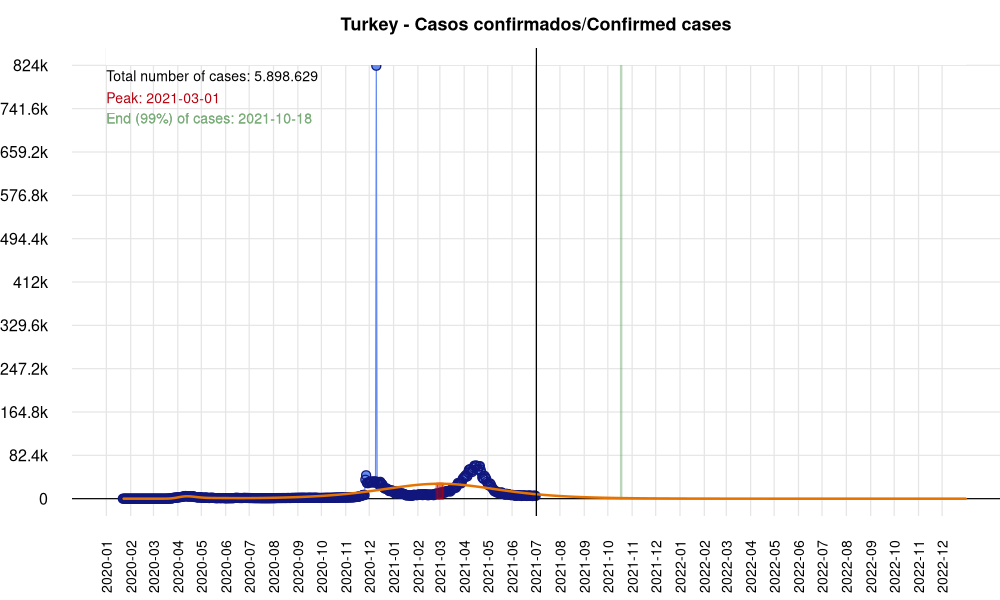 Turkey - Casos confirmados/Confirmed cases
Total number of cases: 5.898.629
Peak: 2021-03-01
End (99%) of cases: 2021-10-18
824k
741.6k
659.2k
576.8k
494.4k
412k
329.6k
247.2k
164.8k
82.4k
0
2020-01
2020-02
2020-03
2020-04
2020-05
2020-06
2020-07
2020-08
2020-09
2020-10
2020-11
2020-12
2021-01
2021-02
2021-03
2021-04
2021-05
2021-06
2021-07
2021-08
2021-09
2021-10
2021-11
2021-12
2022-01
2022-02
2022-03
2022-04
2022-05
2022-06
2022-07
2022-08
2022-09
2022-10
2022-11
2022-12